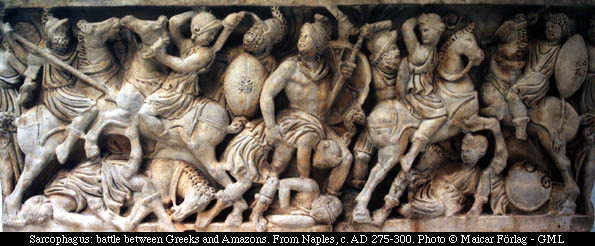 Sarcophagus: battle between Greeks and Amazons. From Naples, c. AD 275-300. Photo © Maicar Förlag - GML